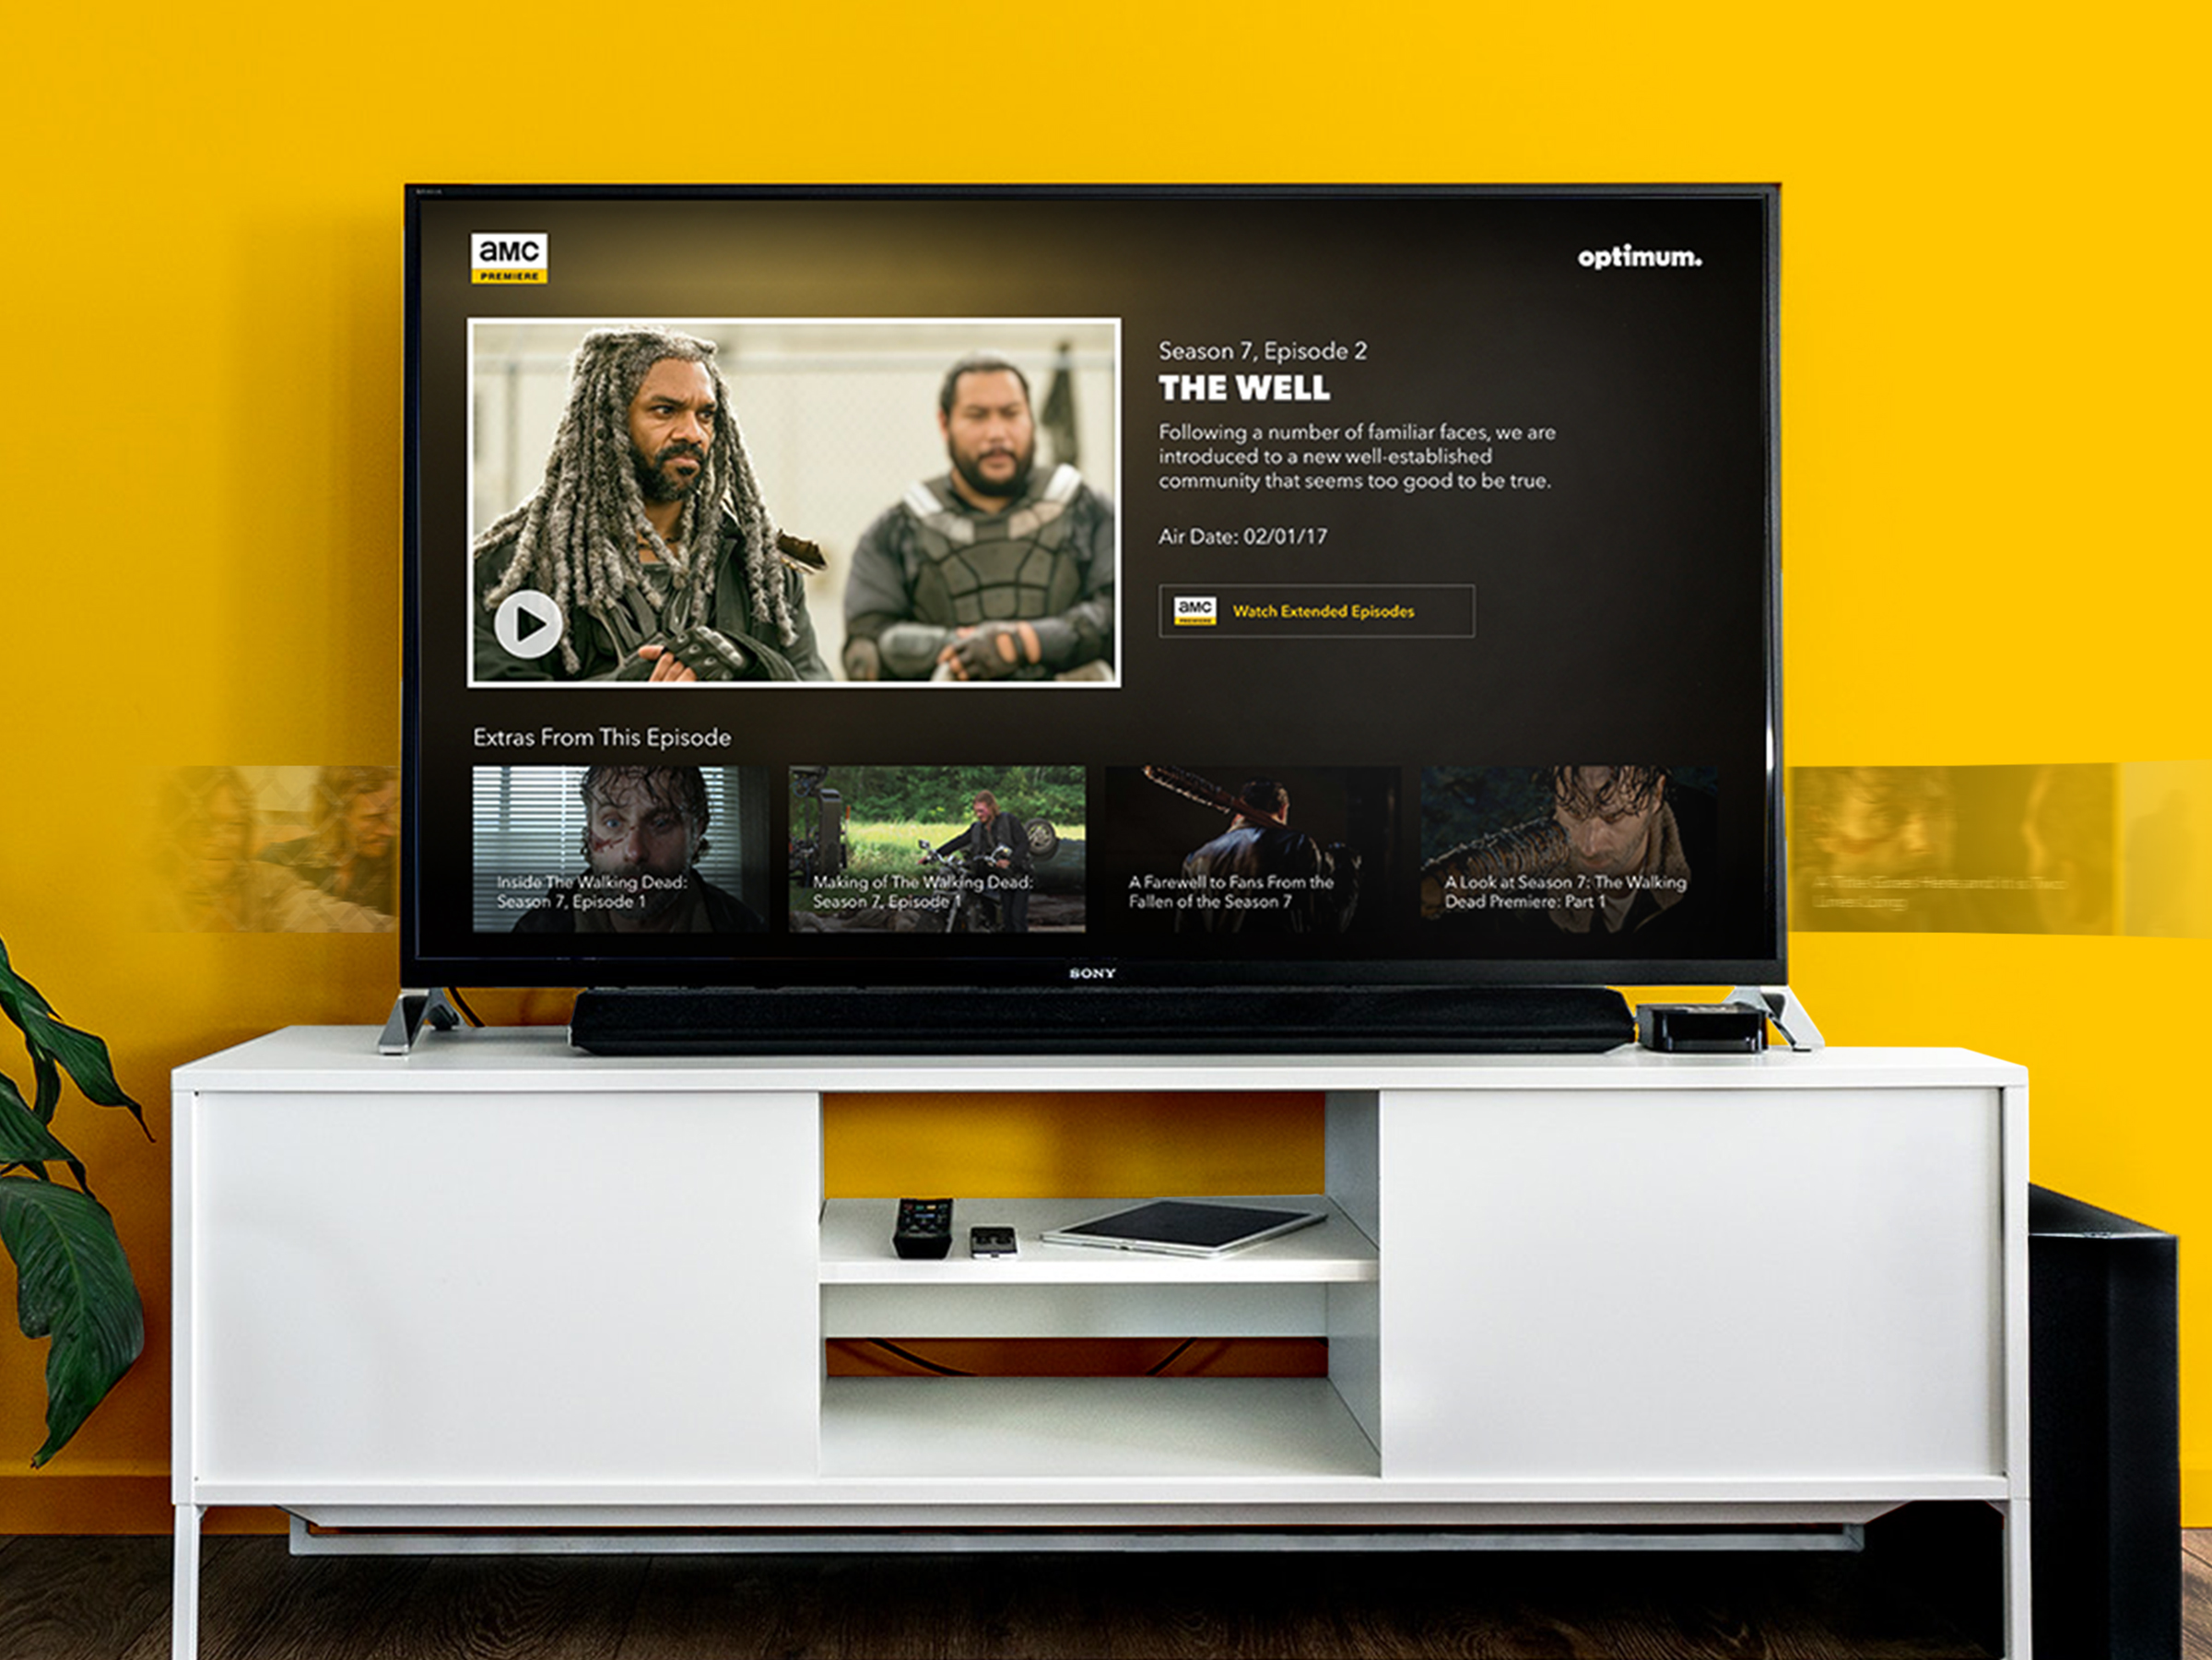 aMC
PREMIERE
optimum.
Season 7, Episode 2
THE WELL
Following a number of familiar faces, we are
introduced to a new well-established
community that seems too good to be true.
Air Date: 02/01/17
aMC
PREMIERE
Watch Extended Episodes
Extras From This Episode
Inside The Walking Dead:
Season 7, Episode 1
Making of The Walking Dead:
Season 7, Episode 1
A Farewell to Fans From the
Fallen of the Season 7
A Look at Season 7: The Walking
Dead Premiere: Part 1
SONY